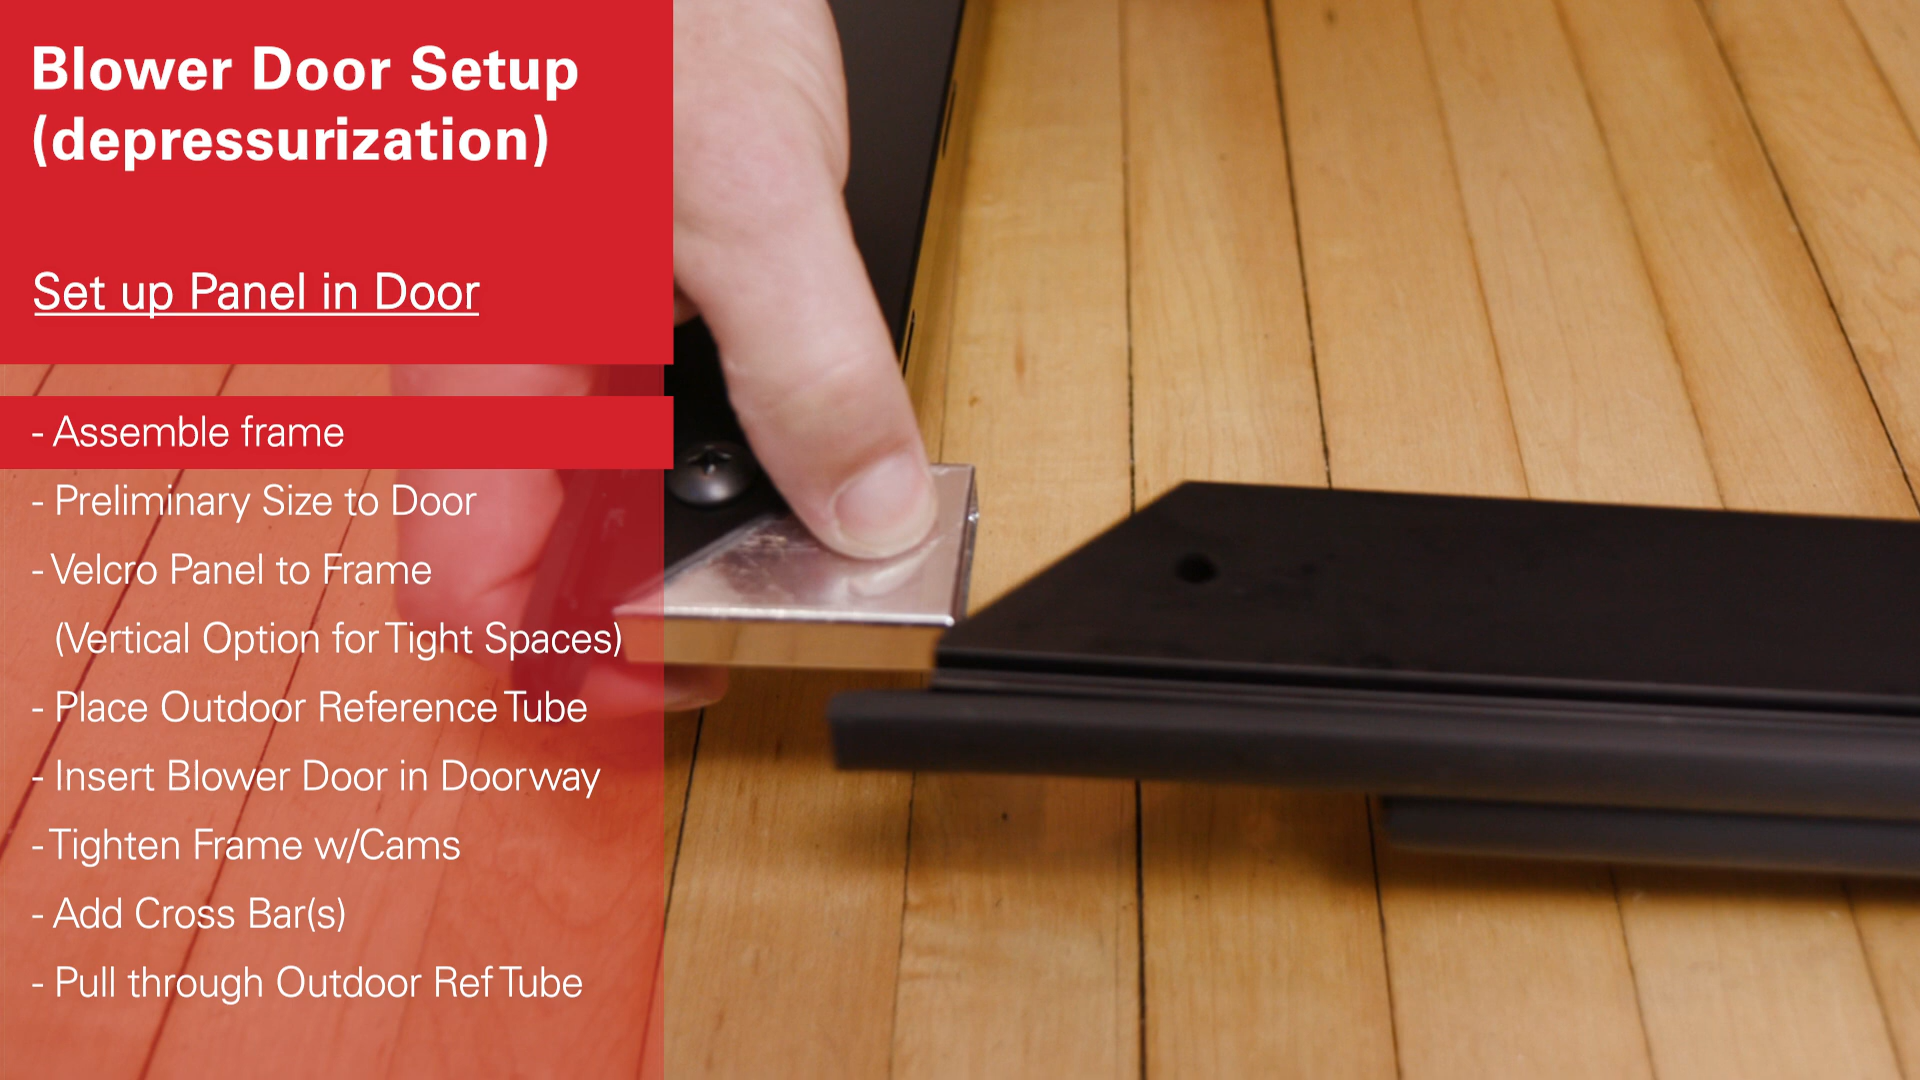 Blower Door Setup
(depressurization)
Set up Panel in Door
- Assemble frame
- Preliminary Size to Door
- Velcro Panel to Frame
(Vertical Option for Tight Spaces)
- Place Outdoor Reference Tube
- Insert Blower Door in Doorway
- Tighten Frame w/Cams
- Add Cross Bar(s)
- Pull through Outdoor Ref Tube